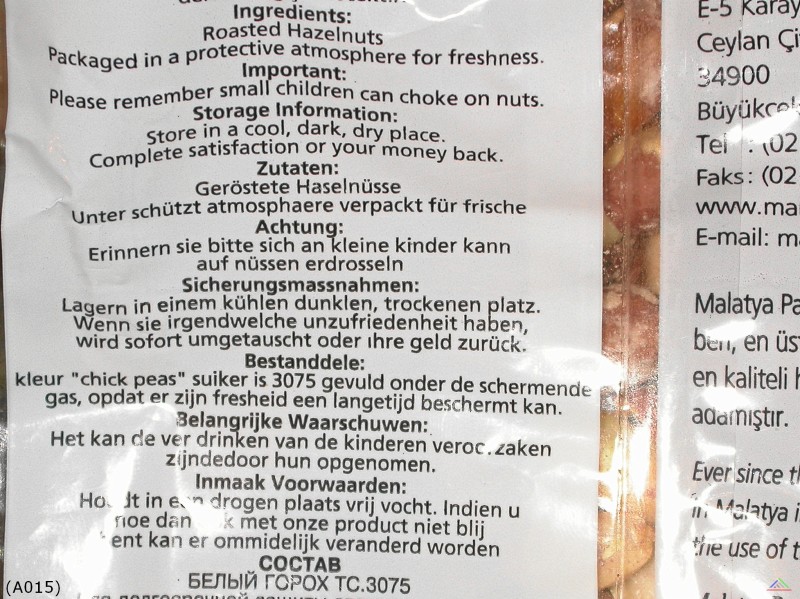 Ingredients:
Roasted Hazelnuts
Packaged in a protective atmosphere for freshness.
Important:
Please remember small children can choke on nuts.
Storage Information:
Store in a cool, dark, dry place.
Complete satisfaction or your money back.
Zutaten:
Geröstete Haselnüsse
Unter schützt atmosphaere verpackt für frische
Achtung:
Erinnern sie bitte sich an kleine kinder kann
auf nüssen erdrosseln
Sicherungsmassnahmen:
Lagern in einem kühlen dunklen, trockenen platz.
Wenn sie irgendwelche unzufriedenheit haben,
wird sofort umgetauscht oder ıhre geld zurück.
Bestanddele:
kleur "chick peas" suiker is 3075 gevuld onder de schermende
gas, opdat er zijn fresheid een langetijd beschermt kan.
Belangrijke Waarschuwen:
Het kan de ver drinken van de kinderen
zijndedoor hun opgenomen.
Inmaak Voorwaarden:
in een drogen plaats vrij vocht. Indien u
met onze product niet blij
kan er ommidelijk veranderd worden
СОСТАВ
БЕЛЫЙ ГОРОХ ТС.3075
E-5 Karay
Ceylan Çi
34900
Büyükçek
Tel : (02
Faks: (02
www.ma
E-mail: m
Malatya Pa
ben, en üs
en kaliteli
adamıştır.
Ever since th
in Malatya i
the use of t
(A015)